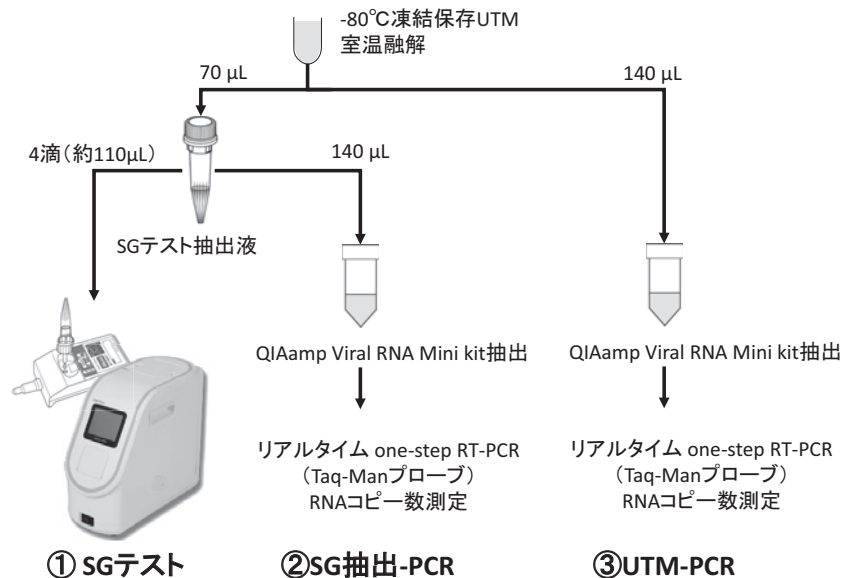 -80℃凍結保存UTM
室温融解
70 µL
140 µL
4滴(約110µL)
140 µL
SGテスト抽出液
QIAamp Viral RNA Mini kit抽出
QIAamp Viral RNA Mini kit抽出
リアルタイム one-step RT-PCR
(Taq-Manプローブ)
RNAコピー数測定
リアルタイム one-step RT-PCR
(Taq-Manプローブ)
RNAコピー数測定
① SGテスト
②SG抽出-PCR
③UTM-PCR